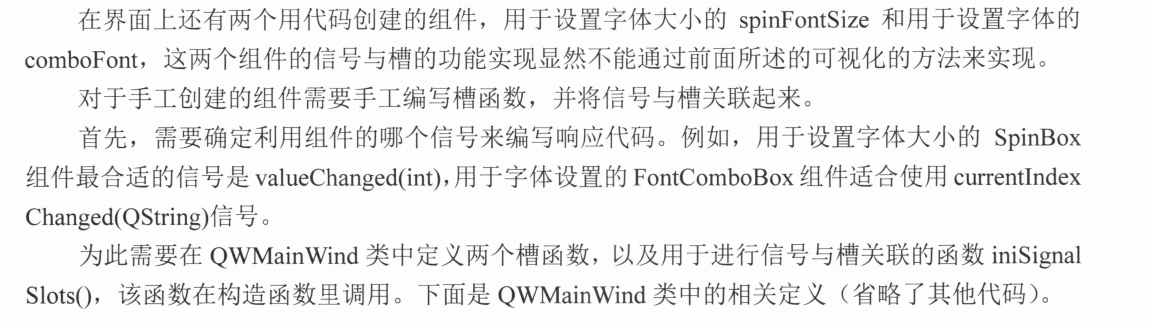 在界面上还有两个用代码创建的组件，用于设置字体大小的 spinFontSize 和用于设置字体的
comboFont，这两个组件的信号与槽的功能实现显然不能通过前面所述的可视化的方法来实现。
对于手工创建的组件需要手工编写槽函数，并将信号与槽关联起来。
首先，需要确定利用组件的哪个信号来编写响应代码。例如，用于设置字体大小的 SpinBox
组件最合适的信号是 valueChanged(int)，用于字体设置的 FontComboBox 组件适合使用 currentIndex
Changed(QString)信号。
为此需要在 QWMainWind 类中定义两个槽函数，以及用于进行信号与槽关联的函数 iniSignal
Slots()，该函数在构造函数里调用。下面是 QWMainWind 类中的相关定义（省略了其他代码）。